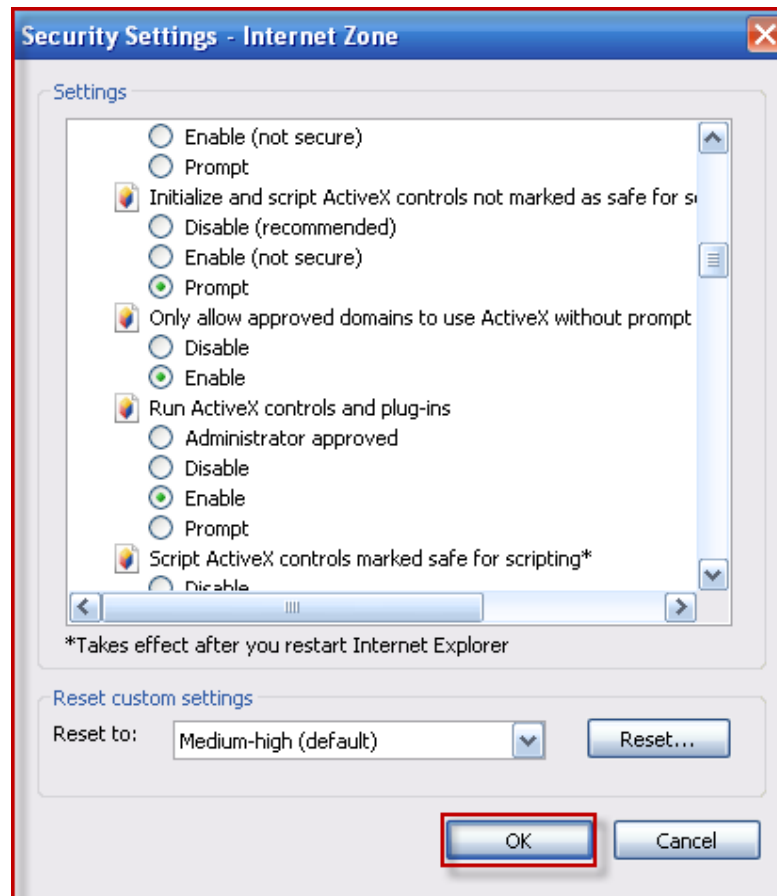 Security Settings - Internet Zone
Settings
Enable (not secure)
Prompt
Initialize and script ActiveX controls not marked as safe for
Disable (recommended)
Enable (not secure)
Prompt
Only allow approved domains to use ActiveX without prompt
Disable
Enable
Run ActiveX controls and plug-ins
Administrator approved
Disable
Enable
Prompt
Script ActiveX controls marked safe for scripting*
Disable
*Takes effect after you restart Internet Explorer
Reset custom settings
Reset to:
Medium-high (default)
Reset...
OK
Cancel